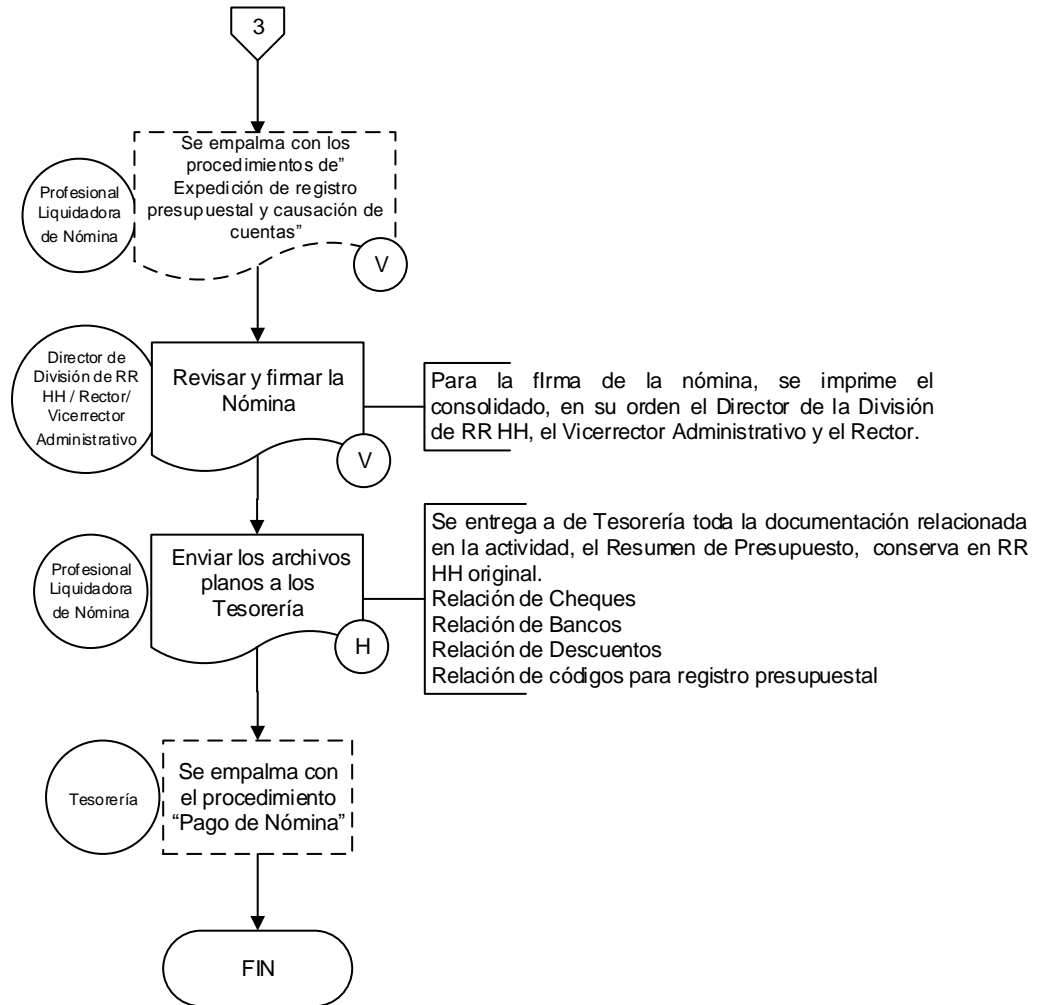 3
Se empalma con los
procedimientos de”
Expedición de registro
presupuestal y causación de
cuentas”
Profesional
Liquidadora
de Nómina
V
Director de
División de RR
HH / Rector/
Vicerrector
Administrativo
Revisar y firmar la
Nómina
V
Para la fIrma de la nómina, se imprime el
consolidado, en su orden el Director de la División
de RR HH, el Vicerrector Administrativo y el Rector.
Profesional
Liquidadora
de Nómina
Enviar los archivos
planos a los
Tesorería
H
Se entrega a de Tesorería toda la documentación relacionada
en la actividad, el Resumen de Presupuesto, conserva en RR
HH original.
Relación de Cheques
Relación de Bancos
Relación de Descuentos
Relación de códigos para registro presupuestal
Tesorería
Se empalma con
el procedimiento
“Pago de Nómina”
FIN